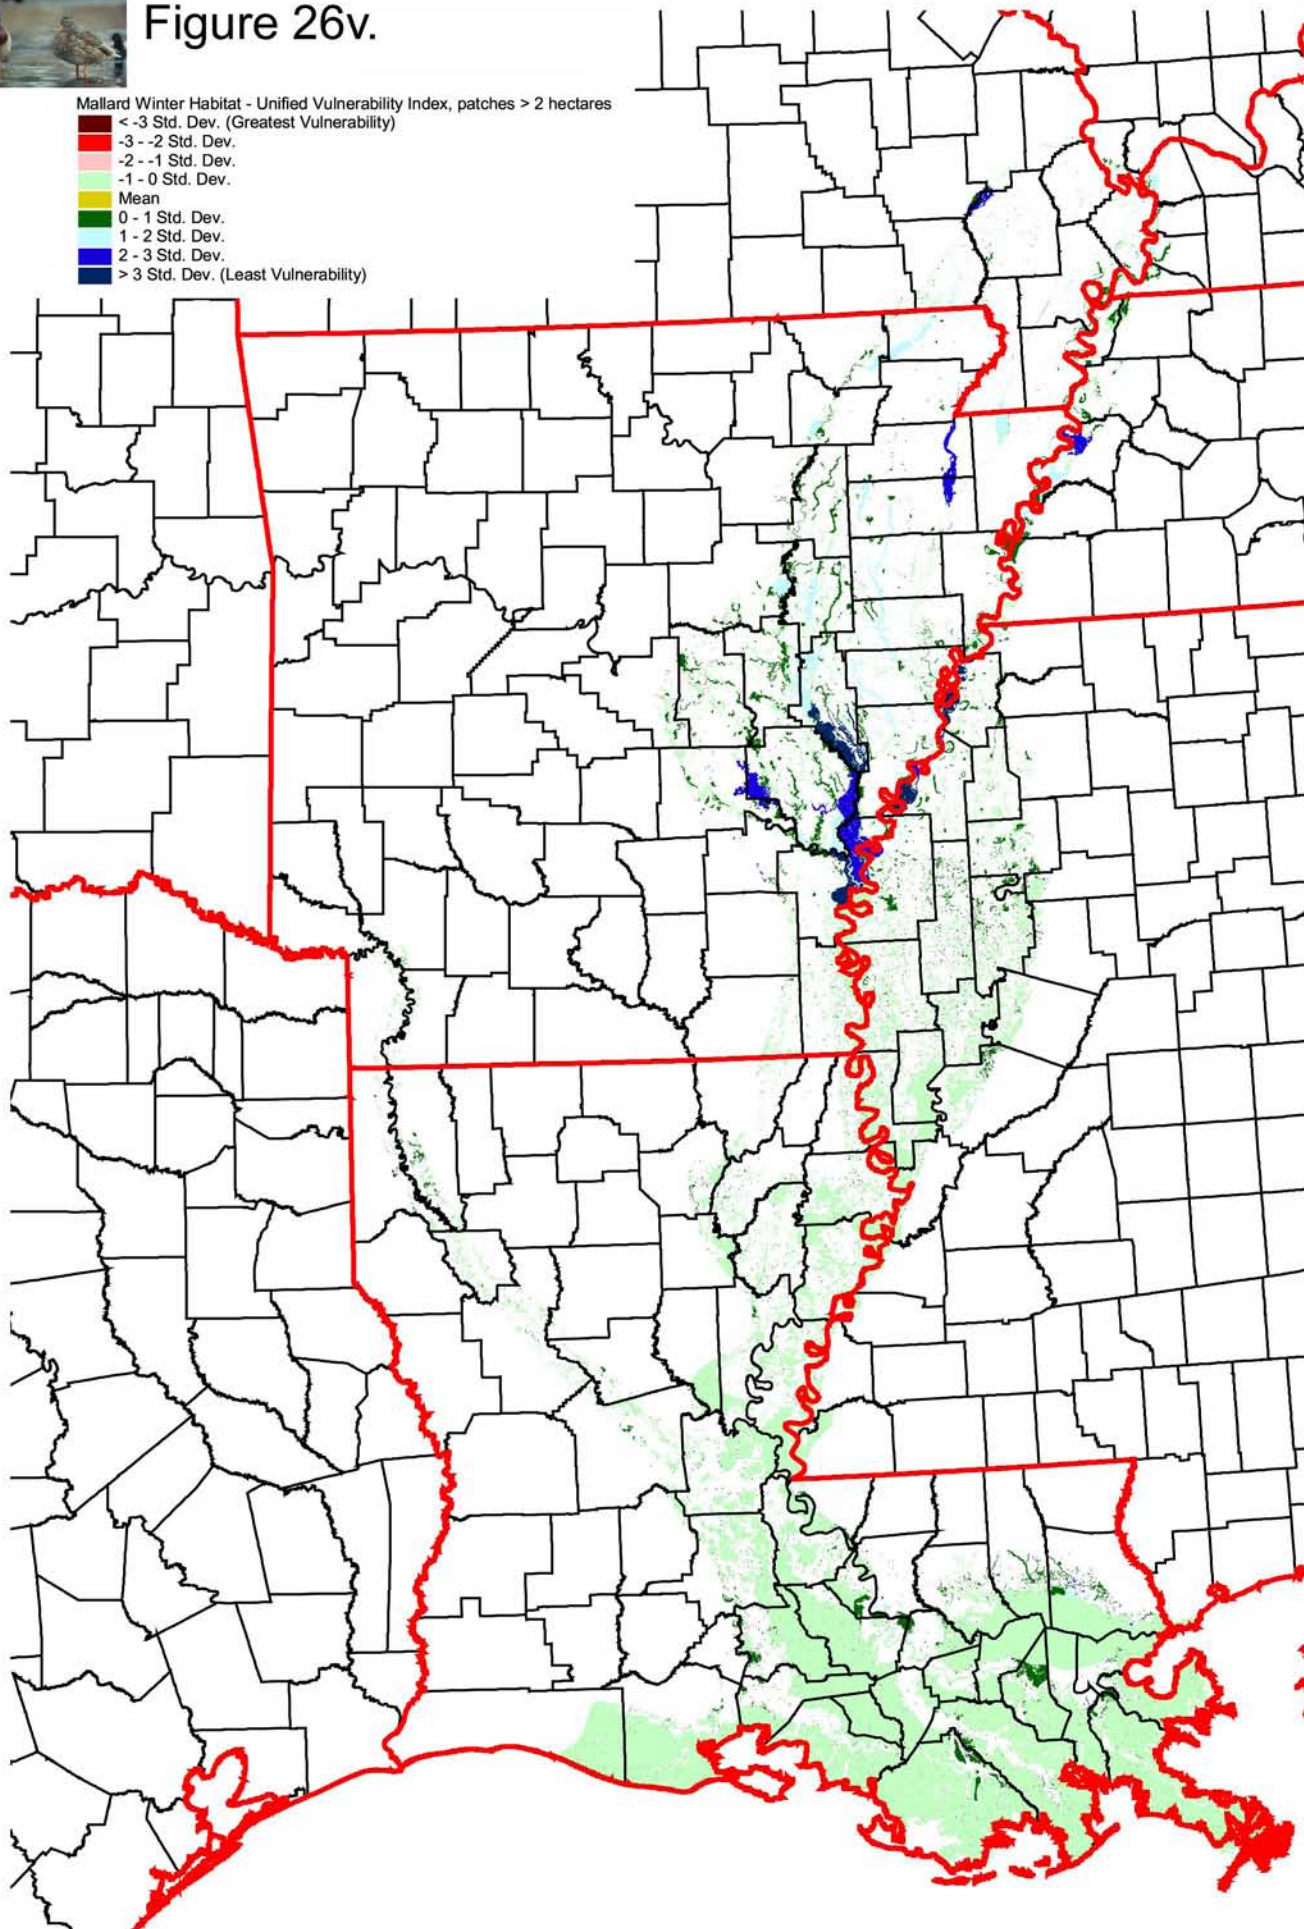 Figure 26v.
Mallard Winter Habitat - Unified Vulnerability Index, patches > 2 hectares
< -3 Std. Dev. (Greatest Vulnerability)
-3 - -2 Std. Dev.
-2 - -1 Std. Dev.
-1 - 0 Std. Dev.
Mean
0 - 1 Std. Dev.
1 - 2 Std. Dev.
2 - 3 Std. Dev.
> 3 Std. Dev. (Least Vulnerability)